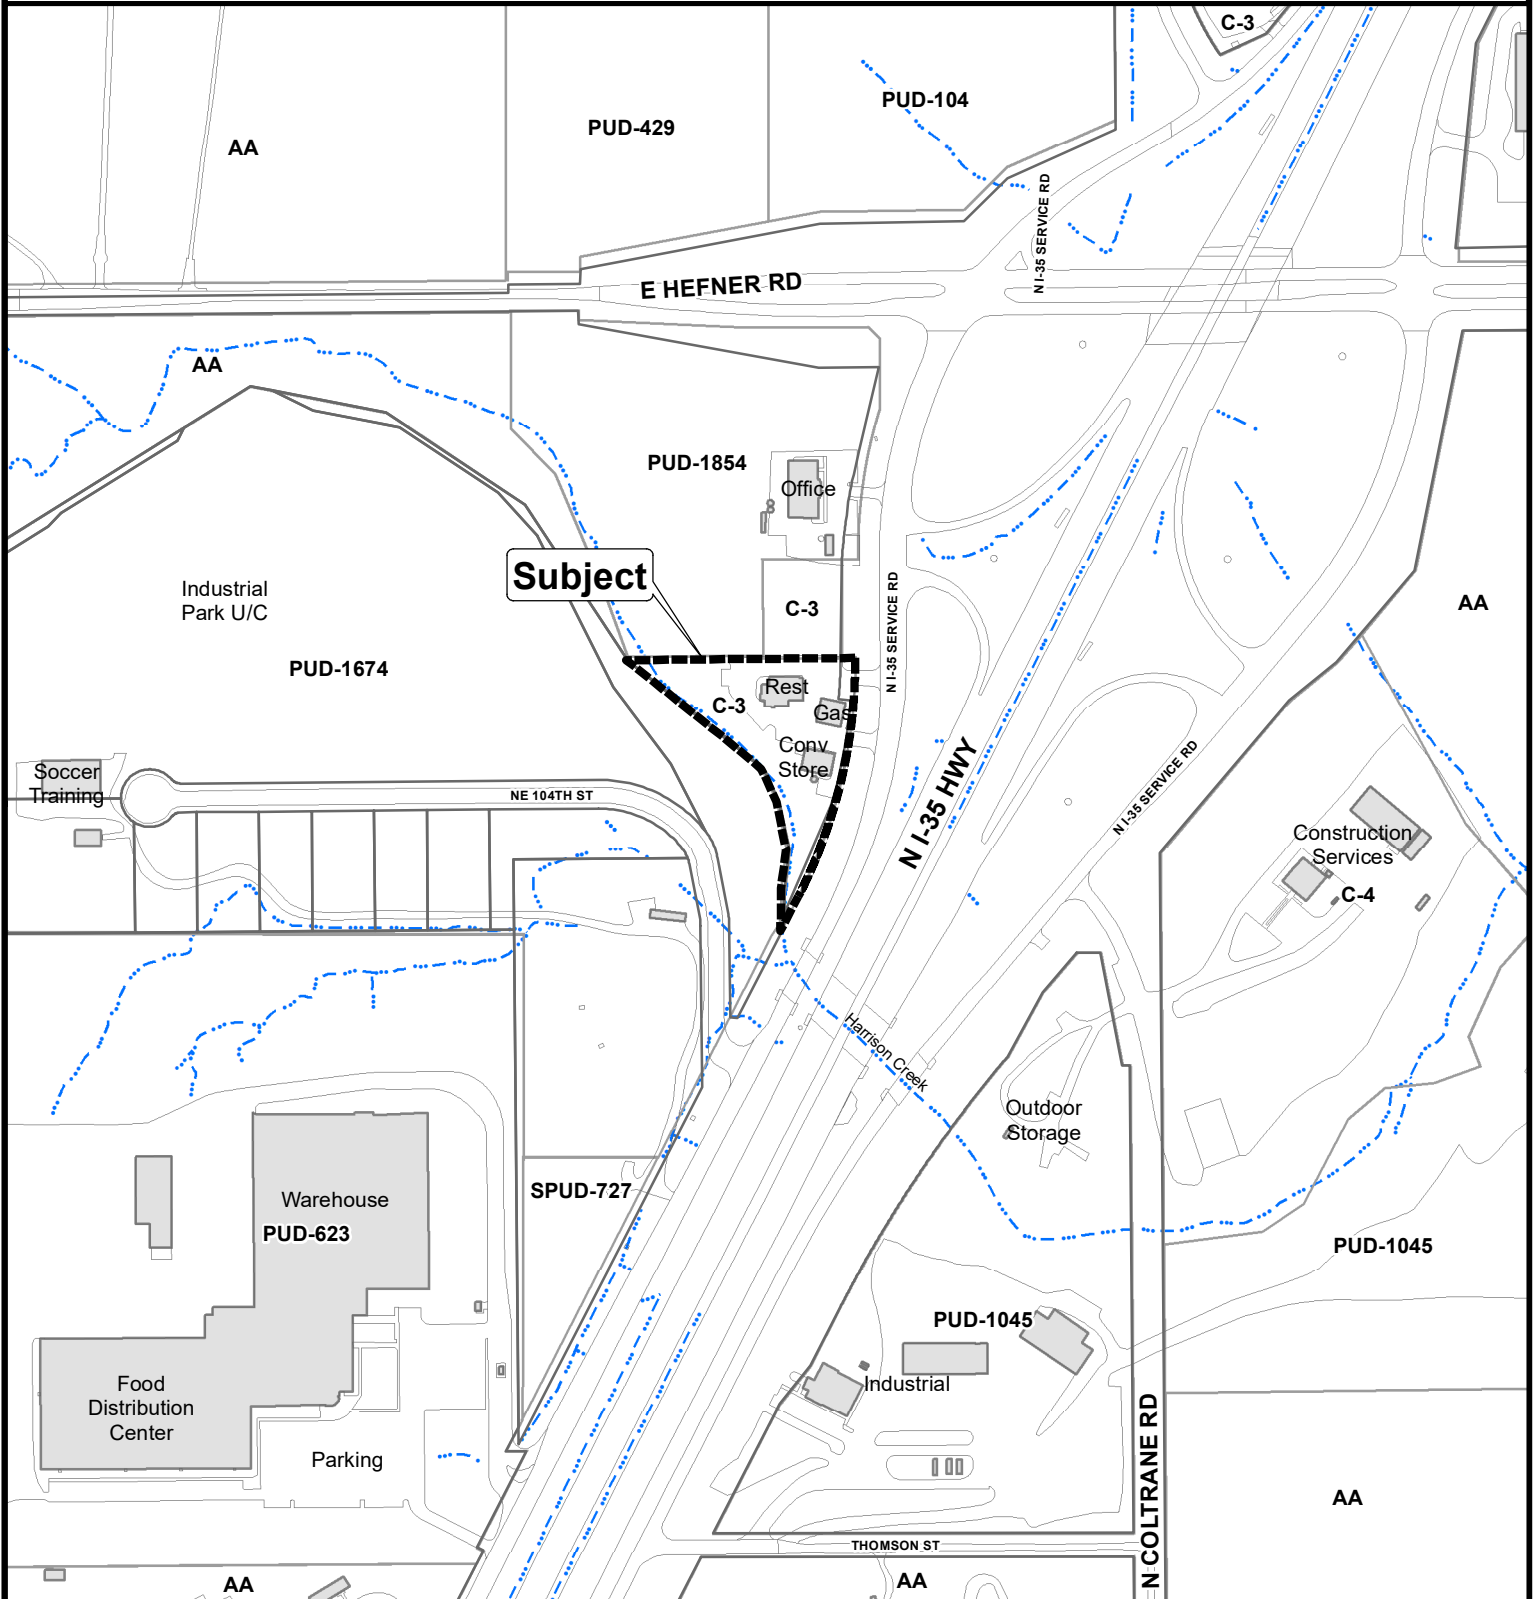 C-3
PUD-104
PUD-429
AA
N I-35 SERVICE RD
E HEFNER RD
AA
PUD-1854
Office
Subject
Industrial
Park U/C
C-3
AA
N I-35 SERVICE RD
PUD-1674
Rest
C-3
Gas
Conv
Store
Soccer
Training
NE 104TH ST
N I-35 HWY
N I-35 SERVICE RD
Construction
Services
C-4
Harrison Creek
Outdoor
Storage
Warehouse
SPUD-727
PUD-623
PUD-1045
PUD-1045
Food
Distribution
Center
Industrial
Parking
N COLTRANE RD
AA
THOMSON ST
AA
AA